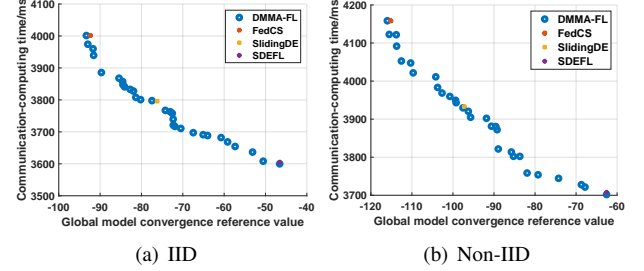 Communication-computing time/ms
4100
4000
3900
3800
3700
3600
3500
-100
-90
-80
-70
-60
-50
-40
Global model convergence reference value
DMMA-FL
FedCS
SlidingDE
SDEFL
(a) IID
Communication-computing time/ms
4200
4100
4000
3900
3800
3700
-120
-110
-100
-90
-80
-70
-60
Global model convergence reference value
DMMA-FL
FedCS
SlidingDE
SDEFL
(b) Non-IID